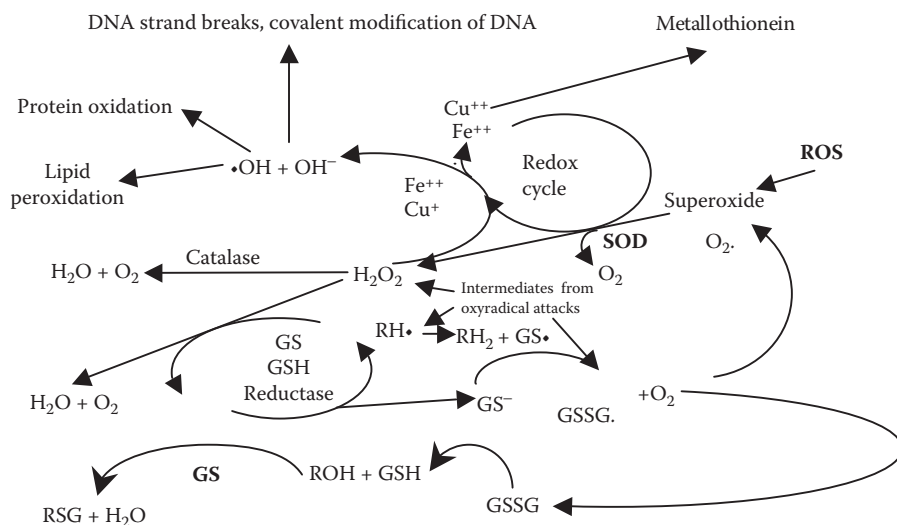 DNA strand breaks, covalent modification of DNA
Metallothionein
Cu⁺⁺
Fe⁺⁺
Protein oxidation
•OH + OH⁻
Redox
cycle
ROS
Lipid
peroxidation
Fe⁺⁺
Cu⁺
Superoxide
SOD
O₂·
H₂O + O₂
Catalase
H₂O₂
O₂
Intermediates from
oxyradical attacks
RH•
RH₂ + GS•
GS
GSH
Reductase
H₂O + O₂
GS⁻
GSSG.
+O₂
GS
ROH + GSH
GSSG
RSG + H₂O